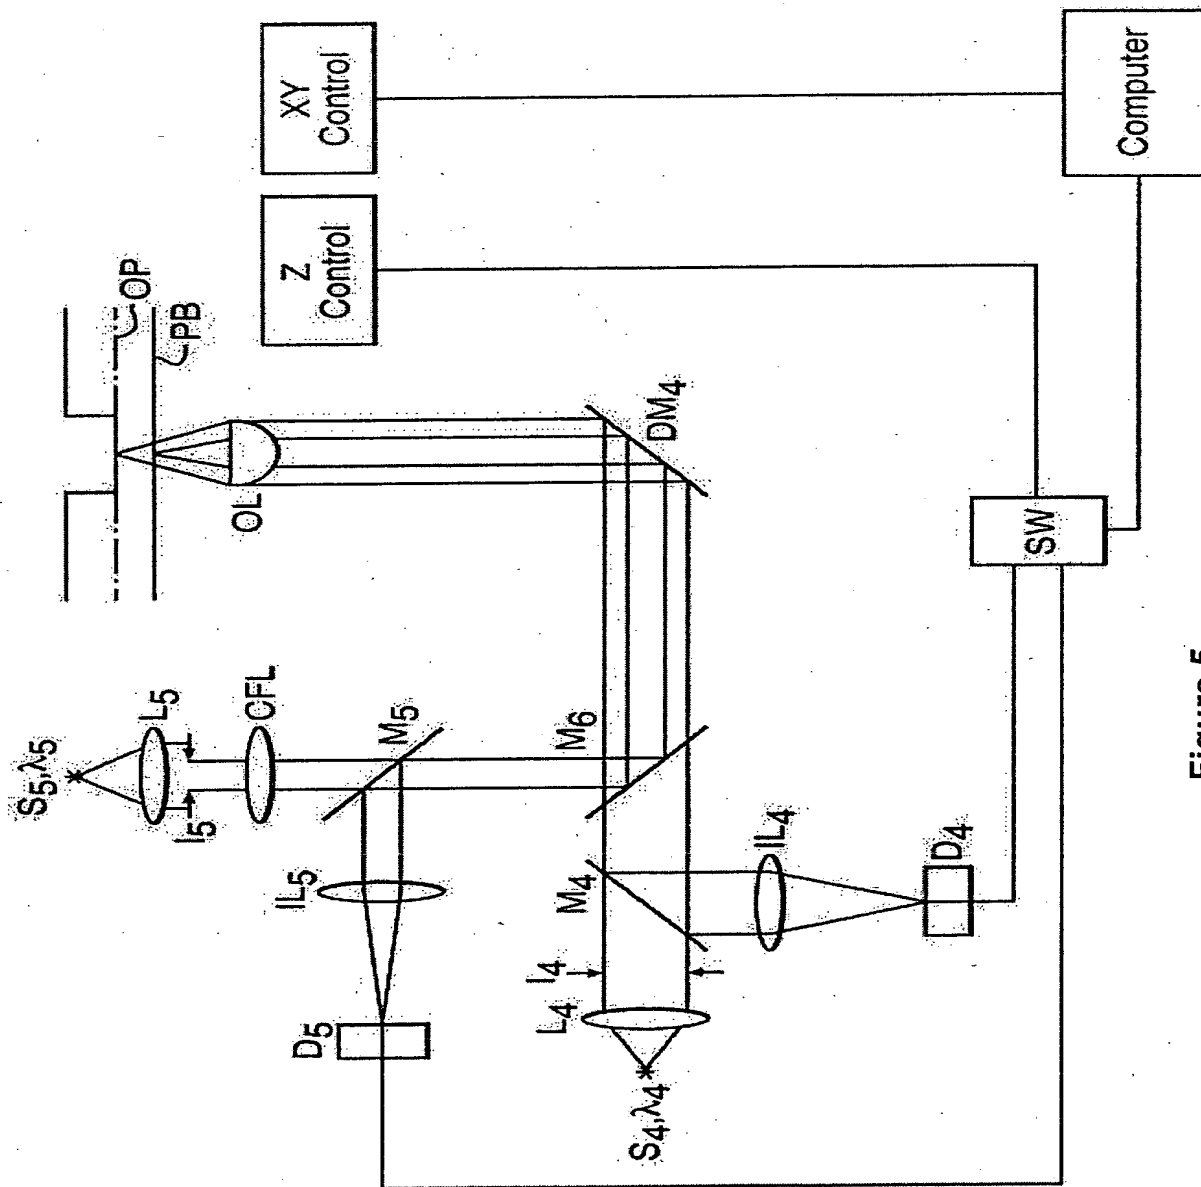 XY
Control
Z
Control
Computer
OP
PB
OL
DM4
SW
S5,λ5
L5
I5
CFL
M5
M6
IL5
D5
M4
IL4
D4
I4
L4
S4,λ4
Figure 5